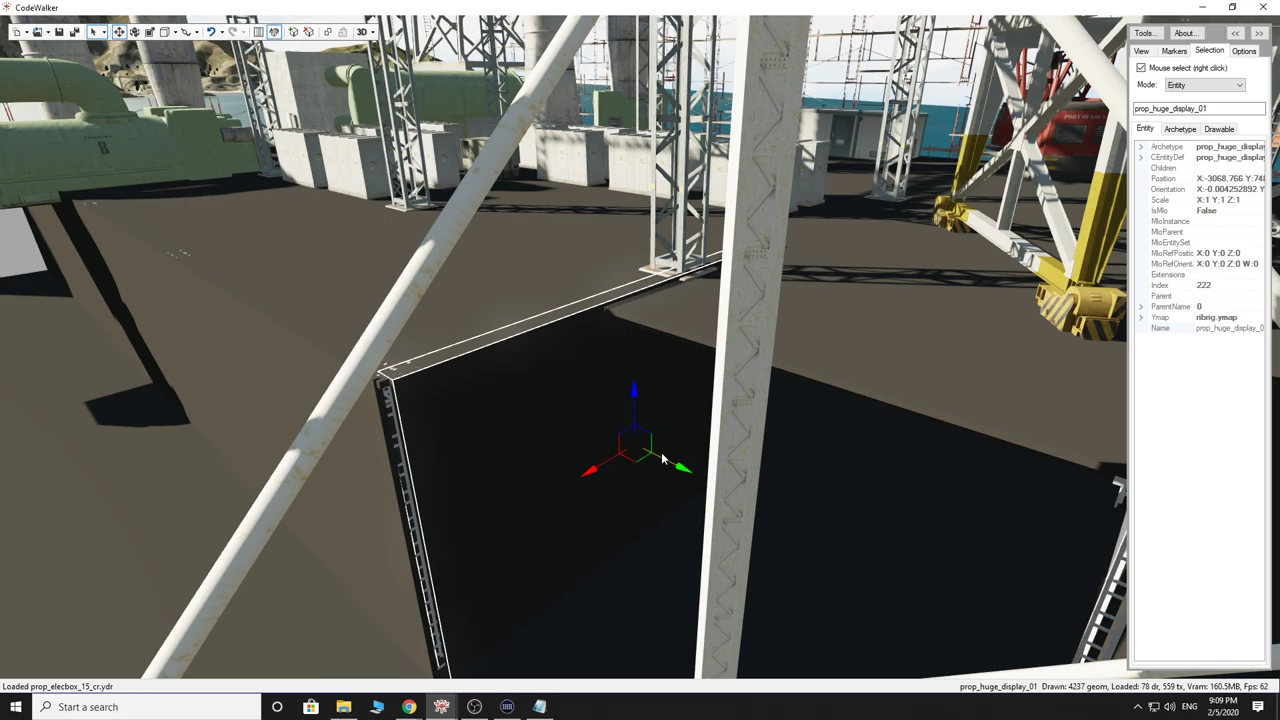 CodeWalker
3D
Tools...
About...
<<
>>
View
Markers
Selection
Options
Mouse select (right click)
Mode:
Entity
prop_huge_display_01
Entity
Archetype
Drawable
Archetype prop_huge_display
CEntityDef prop_huge_display
Children
Position X:-3068.766 Y:748
Orientation X:-0.004252892 Y
Scale X:1 Y:1 Z:1
IsMlo False
MloInstance
MloParent
MloEntitySet
MloRefPositic X:0 Y:0 Z:0
MloRefOrient X:0 Y:0 Z:0 W:0
Extensions
Index 222
Parent
ParentName 0
Ymap ribrig.ymap
Name prop_huge_display_0
B
Loaded prop_elecbox_15_cr.ydr
prop_huge_display_01 Drawn: 4237 geom, Loaded: 78 dr, 559 tx, Vram: 160.5MB, Fps: 62
Start a search
ENG
9:09 PM
2/5/2020